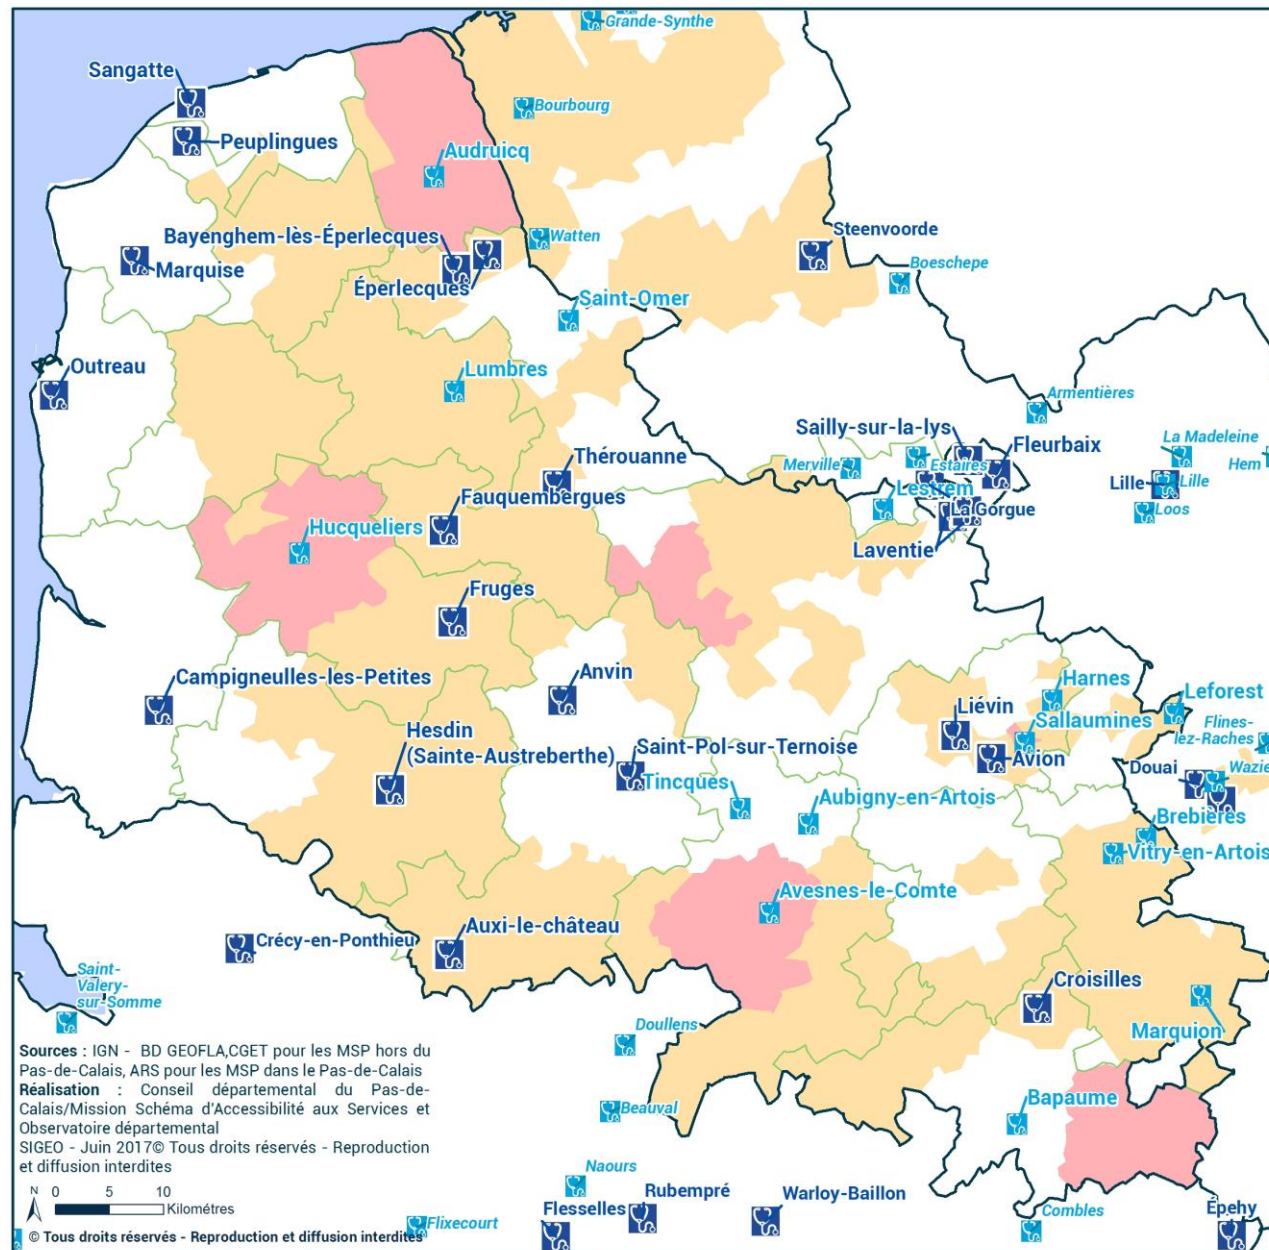 Grande-Synthe
Sangatte
Bourbourg
Peuplingues
Audruicq
Bayenghem-lès-Éperlecques
Watten
Steenvoorde
Marquise
Boeschepe
Éperlecques
Saint-Omer
Outreau
Lumbres
Armentières
Sailly-sur-la-lys
La Madeleine
Thérouanne
Fleurbaix
Merville
Estaires
Hem
Fauquembergues
Lestrem
Lille
Lille
Hucqueliers
La Gorgue
Loos
Laventie
Fruges
Campigneulles-les-Petites
Anvin
Harnes
Liévin
Leforest
Hesdin
(Sainte-Austreberthe)
Sallaumines
Flines-
lez-Raches
Saint-Pol-sur-Ternoise
Avion
Douai
Wazie
Tincques
Aubigny-en-Artois
Brebières
Vitry-en-Artois
Avesnes-le-Comte
Auxi-le-château
Crécy-en-Ponthieu
Saint-
Valery-
sur-Somme
Croisilles
Doullens
Marquion
Bapaume
Beauval
Naours
Rubempré
Warloy-Baillon
Flesselles
Combles
Épehy
Flixecourt
Sources : IGN - BD GEOFLA,CGET pour les MSP hors du
Pas-de-Calais, ARS pour les MSP dans le Pas-de-Calais
Réalisation : Conseil départemental du Pas-de-
Calais/Mission Schéma d'Accessibilité aux Services et
Observatoire départemental
SIGEO - Juin 2017© Tous droits réservés - Reproduction
et diffusion interdites
N 0 5 10
Kilométres
© Tous droits réservés - Reproduction et diffusion interdites